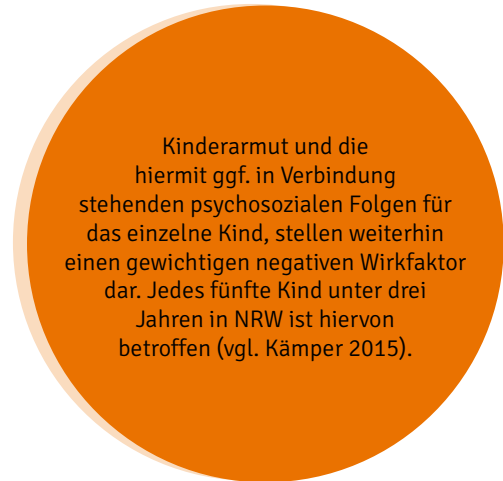 Kinderarmut und die
hiermit ggf. in Verbindung
stehenden psychosozialen Folgen für
das einzelne Kind, stellen weiterhin
einen gewichtigen negativen Wirkfaktor
dar. Jedes fünfte Kind unter drei
Jahren in NRW ist hiervon
betroffen (vgl. Kämper 2015).